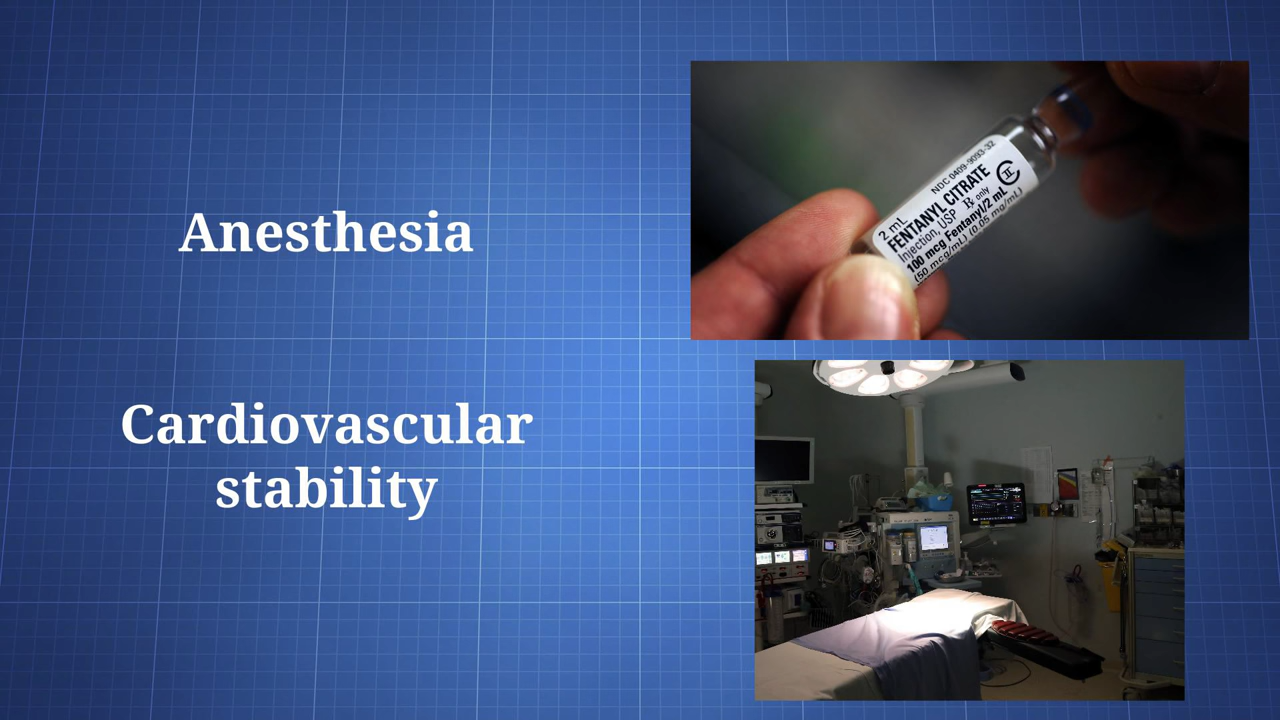 Anesthesia
Cardiovascular
stability
NDC 0409-9093-32
2 mL
CII
FENTANYL CITRATE
Injection, USP Rx only
100 mcg Fentanyl/2 mL
(50 mcg/mL) (0.05 mg/mL)